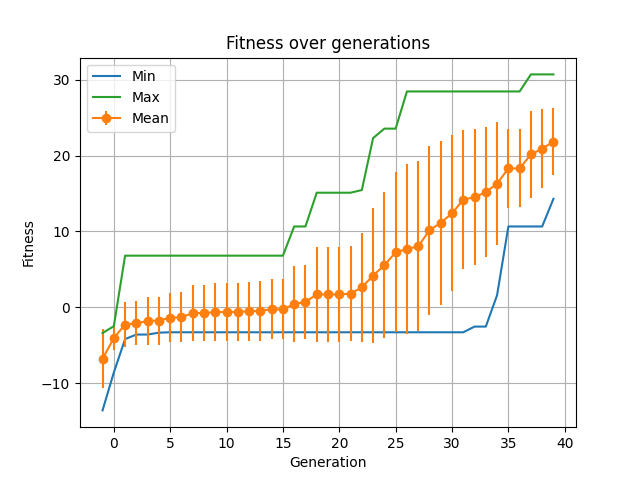 Fitness over generations
Min
Max
Mean
Fitness
30
20
10
0
−10
0 5 10 15 20 25 30 35 40
Generation